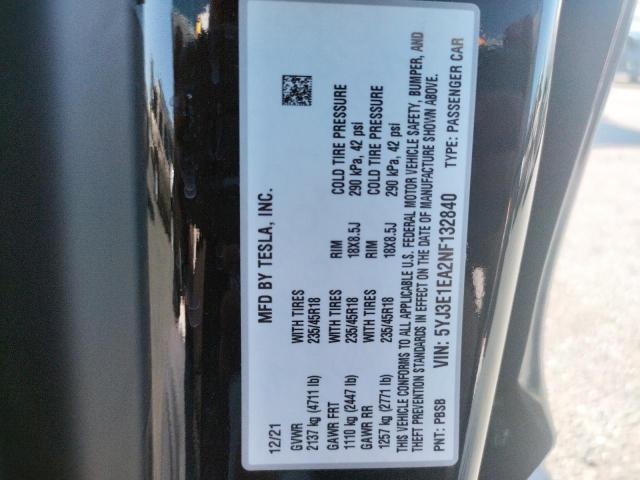 12/21 MFD BY TESLA, INC.
GVWR WITH TIRES RIM COLD TIRE PRESSURE
2137 kg (4711 lb) 235/45R18 18X8.5J 290 kPa, 42 psi
GAWR FRT WITH TIRES RIM COLD TIRE PRESSURE
1110 kg (2447 lb) 235/45R18 18X8.5J 290 kPa, 42 psi
GAWR RR
1257 kg (2771 lb)
THIS VEHICLE CONFORMS TO ALL APPLICABLE U.S. FEDERAL MOTOR VEHICLE SAFETY, BUMPER, AND
THEFT PREVENTION STANDARDS IN EFFECT ON THE DATE OF MANUFACTURE SHOWN ABOVE.
VIN: 5YJ3E1EA2NF132840
PNT: PBSB TYPE: PASSENGER CAR